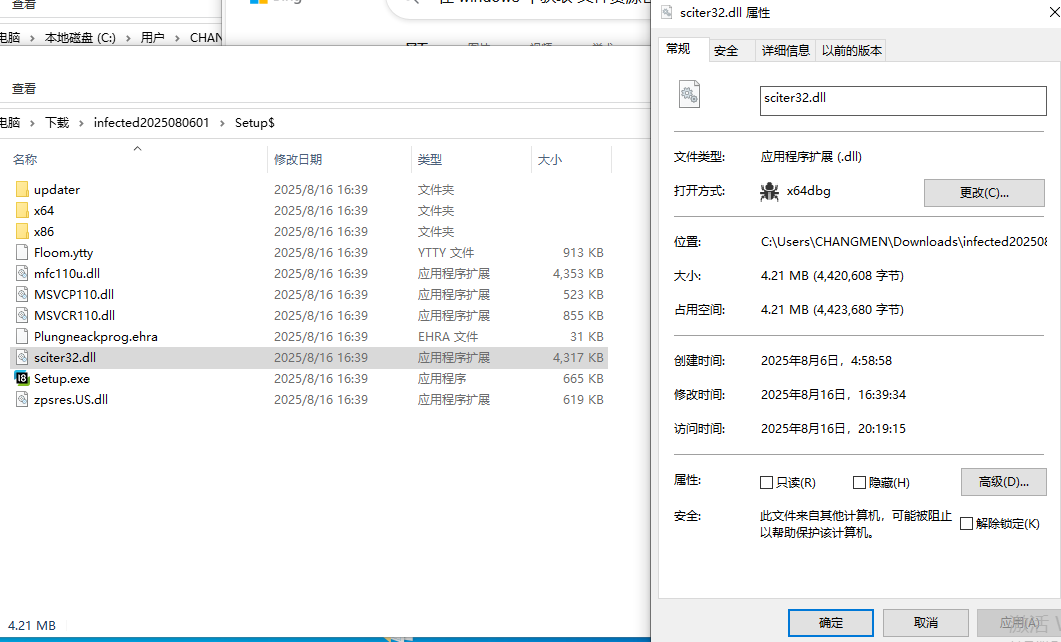 查看
本地磁盘 (C:) › 用户 › CHAN
查看
电脑 › 下载 › infected2025080601 › Setup$
名称 修改日期 类型 大小
updater 2025/8/16 16:39 文件夹
x64 2025/8/16 16:39 文件夹
x86 2025/8/16 16:39 文件夹
Floom.ytty 2025/8/16 16:39 YTTY 文件 913 KB
mfc110u.dll 2025/8/16 16:39 应用程序扩展 4,353 KB
MSVCP110.dll 2025/8/16 16:39 应用程序扩展 523 KB
MSVCR110.dll 2025/8/16 16:39 应用程序扩展 855 KB
Plungneackprog.ehra 2025/8/16 16:39 EHRA 文件 31 KB
sciter32.dll 2025/8/16 16:39 应用程序扩展 4,317 KB
Setup.exe 2025/8/16 16:39 应用程序 665 KB
zpsres.US.dll 2025/8/16 16:39 应用程序扩展 619 KB
4.21 MB
sciter32.dll 属性
常规 安全 详细信息 以前的版本
sciter32.dll
文件类型: 应用程序扩展 (.dll)
打开方式: x64dbg 更改(C)...
位置: C:\Users\CHANGMEN\Downloads\infected202508
大小: 4.21 MB (4,420,608 字节)
占用空间: 4.21 MB (4,423,680 字节)
创建时间: 2025年8月6日，4:58:58
修改时间: 2025年8月16日，16:39:34
访问时间: 2025年8月16日，20:19:15
属性: 只读(R) 隐藏(H) 高级(D)...
安全: 此文件来自其他计算机，可能被阻止
以帮助保护该计算机。 解除锁定(K)
确定 取消 应用(A)
激活